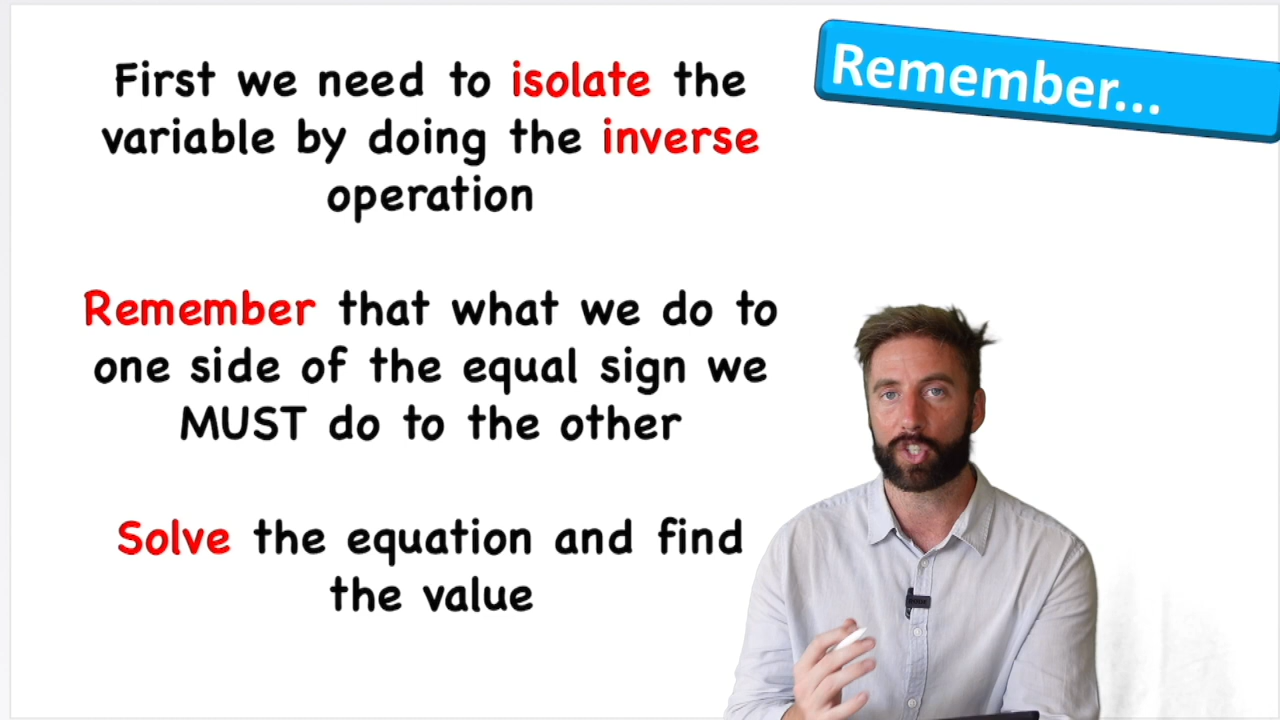 Remember...
First we need to isolate the
variable by doing the inverse
operation
Remember that what we do to
one side of the equal sign we
MUST do to the other
Solve the equation and find
the value